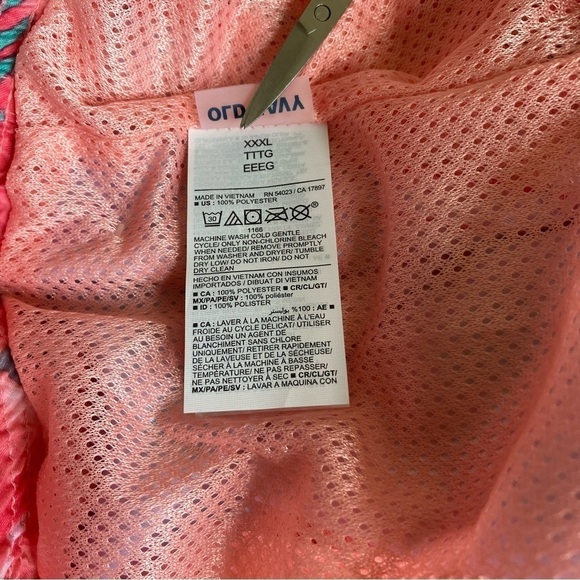 OLD NAVY
XXXL
TTTG
EEEG
MADE IN VIETNAM RN 54023 / CA 17897
■ US : 100% POLYESTER
30
1166
MACHINE WASH COLD GENTLE
CYCLE/ ONLY NON-CHLORINE BLEACH
WHEN NEEDED/ REMOVE PROMPTLY
FROM WASHER AND DRYER/ TUMBLE
DRY LOW/ DO NOT IRON/ DO NOT
DRY CLEAN
HECHO EN VIETNAM CON INSUMOS
IMPORTADOS / DIBUAT DI VIETNAM
■ CA : 100% POLYESTER ■ CR/CL/GT/
MX/PA/PE/SV : 100% poliéster
■ ID : 100% POLISTER
■ AE : 100% بوليستر
■ CA : LAVER À LA MACHINE À L'EAU
FROIDE AU CYCLE DÉLICAT/ UTILISER
AU BESOIN UN AGENT DE
BLANCHIMENT SANS CHLORE
UNIQUEMENT/ RETIRER RAPIDEMENT
DE LA LAVEUSE ET DE LA SÉCHEUSE/
SÉCHER À LA MACHINE À BASSE
TEMPÉRATURE/ NE PAS REPASSER/
NE PAS NETTOYER À SEC ■ CR/CL/GT/
MX/PA/PE/SV : LAVAR A MAQUINA CON